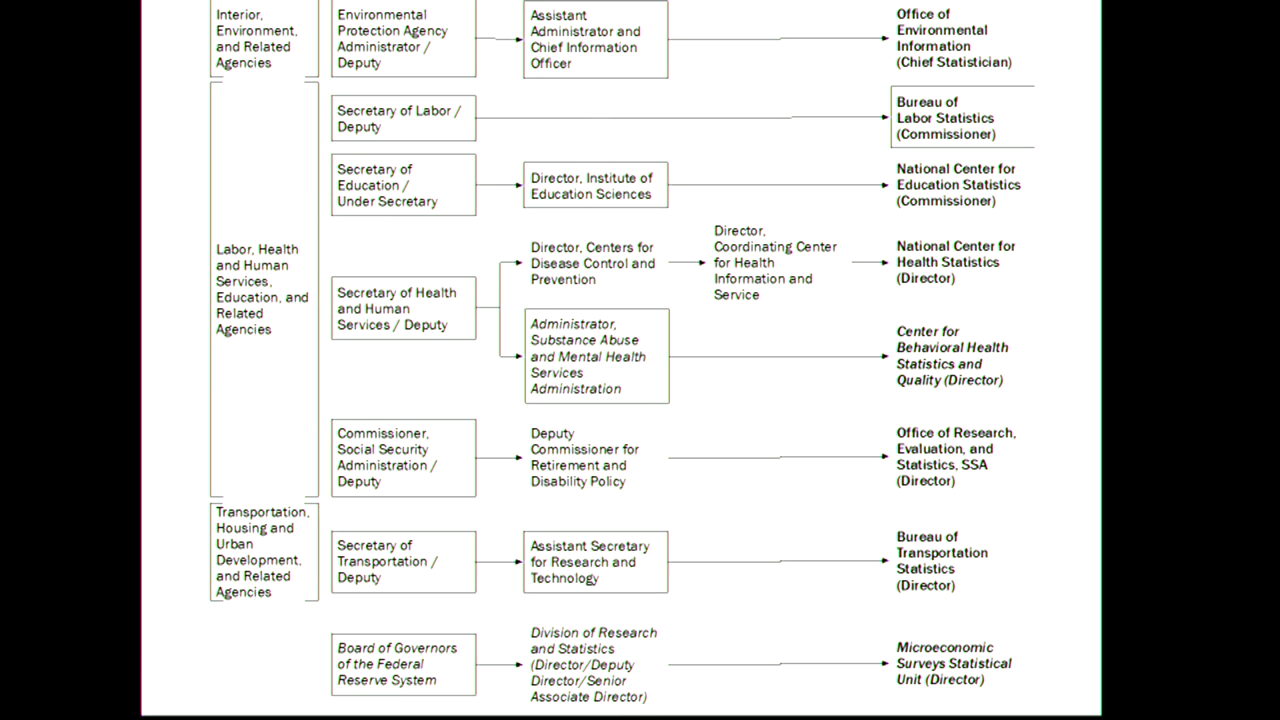 Interior,
Environment,
and Related
Agencies
Environmental
Protection Agency
Administrator /
Deputy
Assistant
Administrator and
Chief Information
Officer
Office of
Environmental
Information
(Chief Statistician)
Labor, Health
and Human
Services,
Education, and
Related
Agencies
Secretary of Labor /
Deputy
Bureau of
Labor Statistics
(Commissioner)
Secretary of
Education /
Under Secretary
Director, Institute of
Education Sciences
National Center for
Education Statistics
(Commissioner)
Secretary of Health
and Human
Services / Deputy
Director, Centers for
Disease Control and
Prevention
Director,
Coordinating Center
for Health
Information and
Service
National Center for
Health Statistics
(Director)
Administrator,
Substance Abuse
and Mental Health
Services
Administration
Center for
Behavioral Health
Statistics and
Quality (Director)
Commissioner,
Social Security
Administration /
Deputy
Deputy
Commissioner for
Retirement and
Disability Policy
Office of Research,
Evaluation, and
Statistics, SSA
(Director)
Transportation,
Housing and
Urban
Development,
and Related
Agencies
Secretary of
Transportation /
Deputy
Assistant Secretary
for Research and
Technology
Bureau of
Transportation
Statistics
(Director)
Board of Governors
of the Federal
Reserve System
Division of Research
and Statistics
(Director/Deputy
Director/Senior
Associate Director)
Microeconomic
Surveys Statistical
Unit (Director)